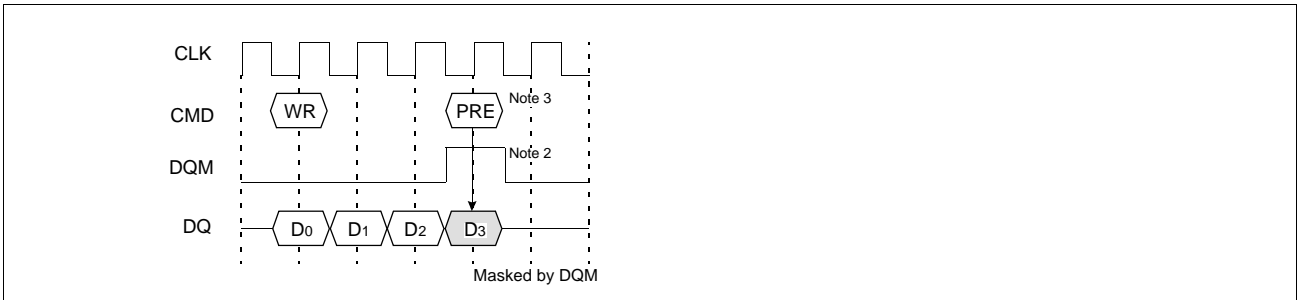 CLK
CMD WR PRE Note 3
DQM Note 2
DQ D0 D1 D2 D3
Masked by DQM